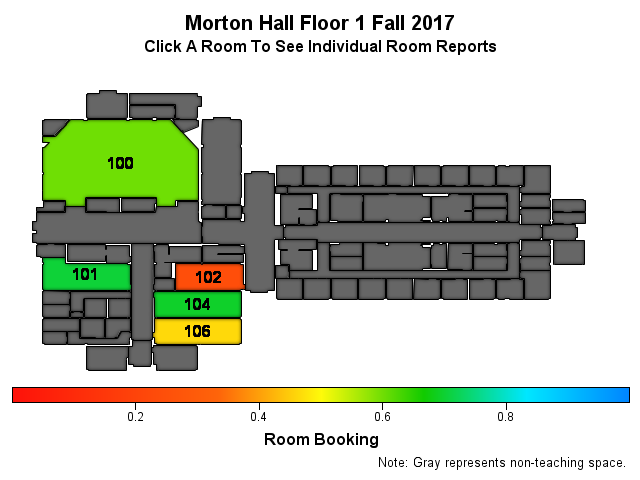 Morton Hall Floor 1 Fall 2017
Click A Room To See Individual Room Reports
100
101
102
104
106
0.2 0.4 0.6 0.8
Room Booking
Note: Gray represents non-teaching space.